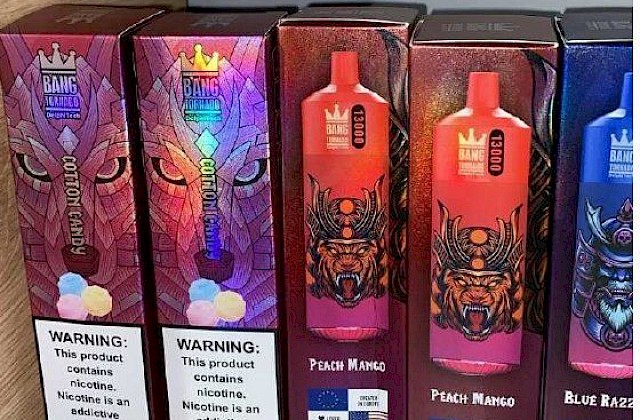 BANG
TORNADO
COTTON CANDY
WARNING:
This product
contains
nicotine.
Nicotine is an
addictive
BANG
TORNADO
COTTON CANDY
WARNING:
This product
contains
nicotine.
Nicotine is an
addictive
BANG
TORNADO
13000
PEACH MANGO
BANG
TORNADO
13000
PEACH MANGO
BLUE RAZZ